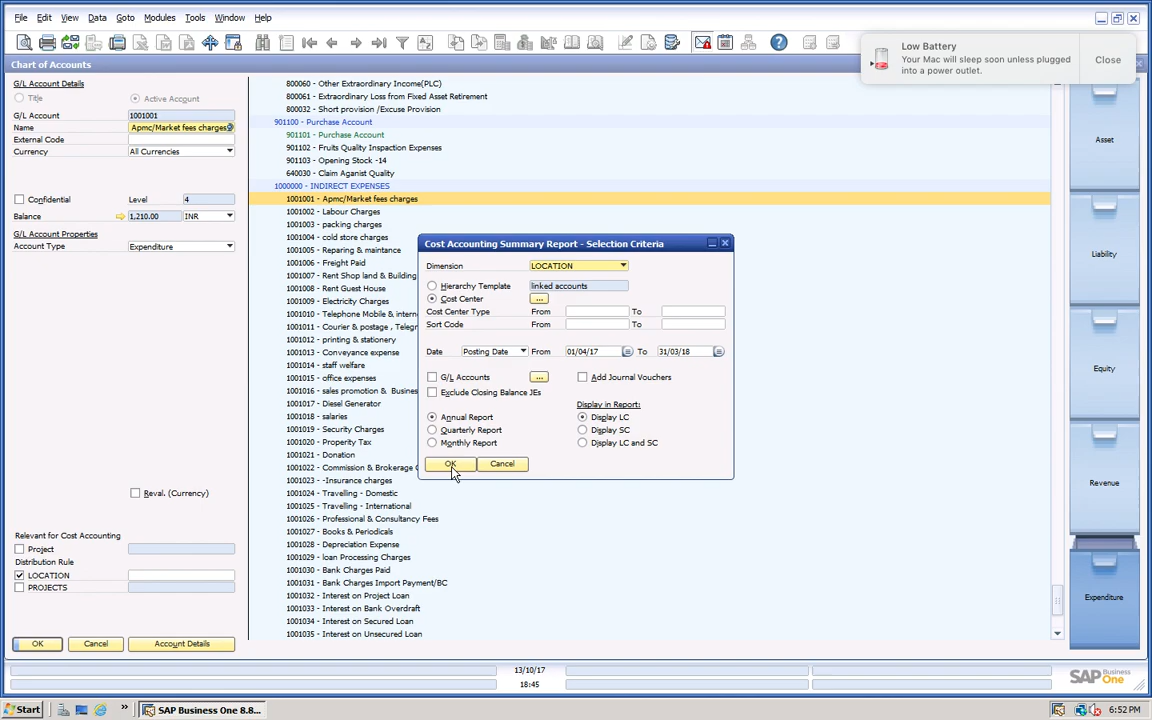 File Edit View Data Goto Modules Tools Window Help
Low Battery
Your Mac will sleep soon unless plugged
into a power outlet.
Close
Chart of Accounts
G/L Account Details
Title Active Account
G/L Account 1001001
Name Apmc/Market fees charges
External Code
Currency All Currencies
Confidential Level 4
Balance 1,210.00 INR
G/L Account Properties
Account Type Expenditure
Reval. (Currency)
Relevant for Cost Accounting
Project
Distribution Rule
LOCATION
PROJECTS
OK Cancel Account Details
800060 - Other Extraordinary Income(PLC)
800061 - Extraordinary Loss from Fixed Asset Retirement
800032 - Short provision /Excuse Provision
901100 - Purchase Account
901101 - Purchase Account
901102 - Fruits Quality Inspaction Expenses
901103 - Opening Stock -14
640030 - Claim Aganist Quality
1000000 - INDIRECT EXPENSES
1001001 - Apmc/Market fees charges
1001002 - Labour Charges
1001003 - packing charges
1001004 - cold store charges
1001005 - Reparing & maintance
1001006 - Freight Paid
1001007 - Rent Shop land & Building
1001008 - Rent Guest House
1001009 - Electricity Charges
1001010 - Telephone Mobile & intern
1001011 - Courier & postage , Telegr
1001012 - printing & stationery
1001013 - Conveyance expense
1001014 - staff welfare
1001015 - office expenses
1001016 - sales promotion & Busines
1001017 - Diesel Generator
1001018 - salaries
1001019 - Security Charges
1001020 - Property Tax
1001021 - Donation
1001022 - Commission & Brokerage C
1001023 - -Insurance charges
1001024 - Travelling - Domestic
1001025 - Travelling - International
1001026 - Professional & Consultancy Fees
1001027 - Books & Periodicals
1001028 - Depreciation Expense
1001029 - loan Processing Charges
1001030 - Bank Charges Paid
1001031 - Bank Charges Import Payment/BC
1001032 - Interest on Project Loan
1001033 - Interest on Bank Overdraft
1001034 - Interest on Secured Loan
1001035 - Interest on Unsecured Loan
Cost Accounting Summary Report - Selection Criteria
Dimension LOCATION
Hierarchy Template linked accounts
Cost Center ...
Cost Center Type From To
Sort Code From To
Date Posting Date From 01/04/17 To 31/03/18
G/L Accounts ... Add Journal Vouchers
Exclude Closing Balance JEs
Display in Report:
Annual Report Display LC
Quarterly Report Display SC
Monthly Report Display LC and SC
OK Cancel
Asset
Liability
Equity
Revenue
Expenditure
13/10/17
18:45
SAP Business One
Start SAP Business One 8.8... 6:52 PM